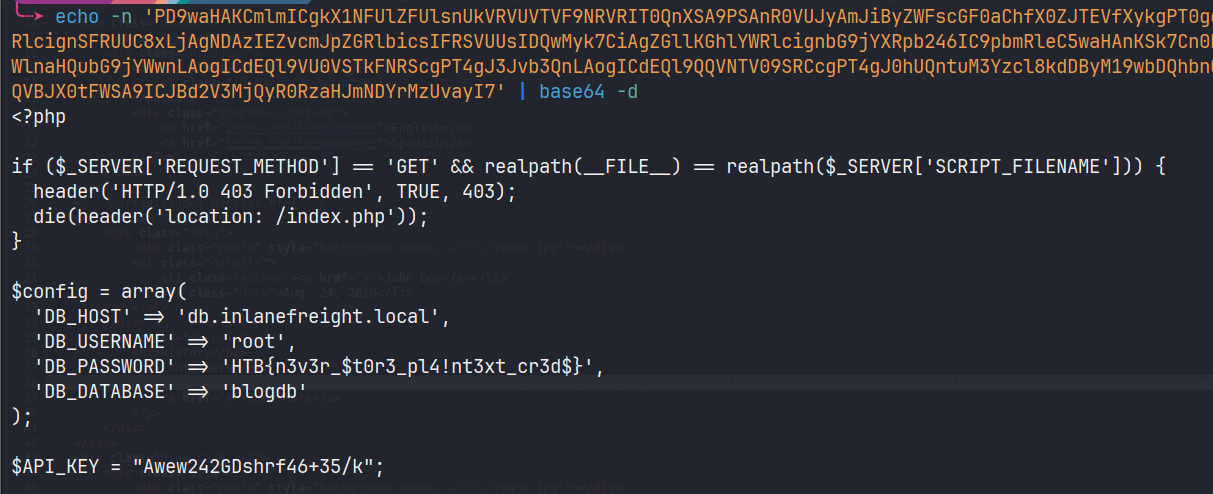 echo -n 'PD9waHAKCmlmICgkX1NFUlZFUlsnUkVRVUVTVF9NRVRIT0QnXSA9PSAnR0VUJyAmJiByZWFscGF0aChfX0ZJTEVfXykgPT0g
RlcignSFRUUC8xLjAgNDAzIEZvcmJpZGRlbicsIFRSVUUsIDQwMyk7CiAgZGllKGhlYWRlcignbG9jYXRpb246IC9pbmRleC5waHAnKSk7Cn0K
WlnaHQubG9jYWwnLAogICdEQl9VU0VSTkFNRScgPT4gJ3Jvb3QnLAogICdEQl9QQVNTV09SRCcgPT4gJ0hUQntuM3Yzcl8kdDByM19wbDQhbn
QVBJX0tFWSA9ICJBd2V3MjQyR0RzaHJmNDYrMzUvayI7' | base64 -d
<?php
if ($_SERVER['REQUEST_METHOD'] == 'GET' && realpath(__FILE__) == realpath($_SERVER['SCRIPT_FILENAME'])) {
header('HTTP/1.0 403 Forbidden', TRUE, 403);
die(header('location: /index.php'));
}
$config = array(
'DB_HOST' => 'db.inlanefreight.local',
'DB_USERNAME' => 'root',
'DB_PASSWORD' => 'HTB{n3v3r_$t0r3_pl4!nt3xt_cr3d$}',
'DB_DATABASE' => 'blogdb'
);
$API_KEY = "Awew242GDshrf46+35/k";